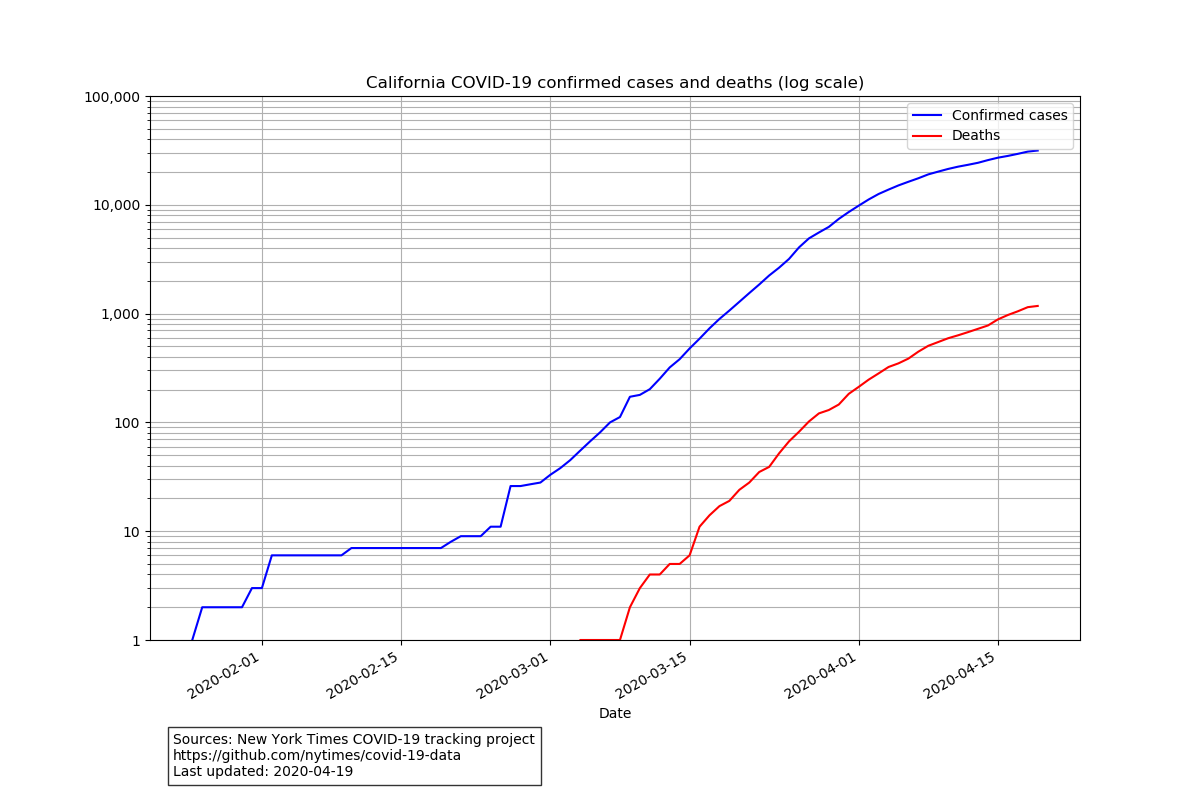 California COVID-19 confirmed cases and deaths (log scale)
100,000
10,000
1,000
100
10
1
Confirmed cases
Deaths
2020-02-01
2020-02-15
2020-03-01
2020-03-15
2020-04-01
2020-04-15
Date
Sources: New York Times COVID-19 tracking project
https://github.com/nytimes/covid-19-data
Last updated: 2020-04-19